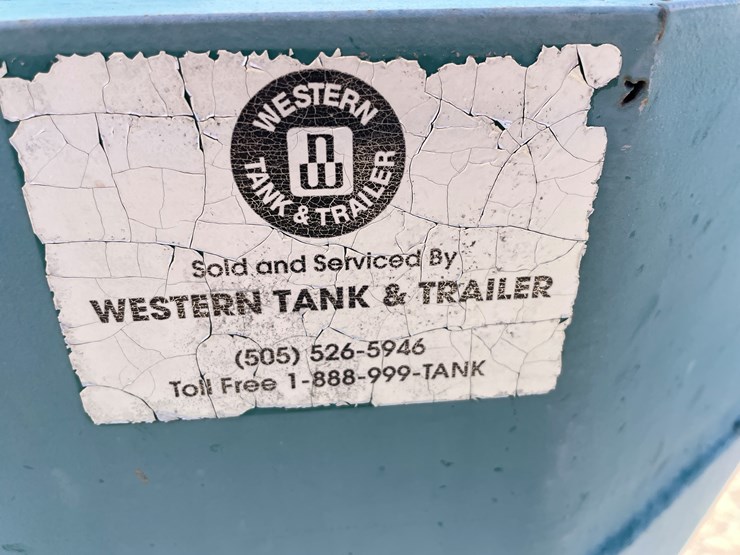 WESTERN
TANK & TRAILER
nw
Sold and Serviced By
WESTERN TANK & TRAILER
(505) 526-5946
Toll Free 1-888-999-TANK